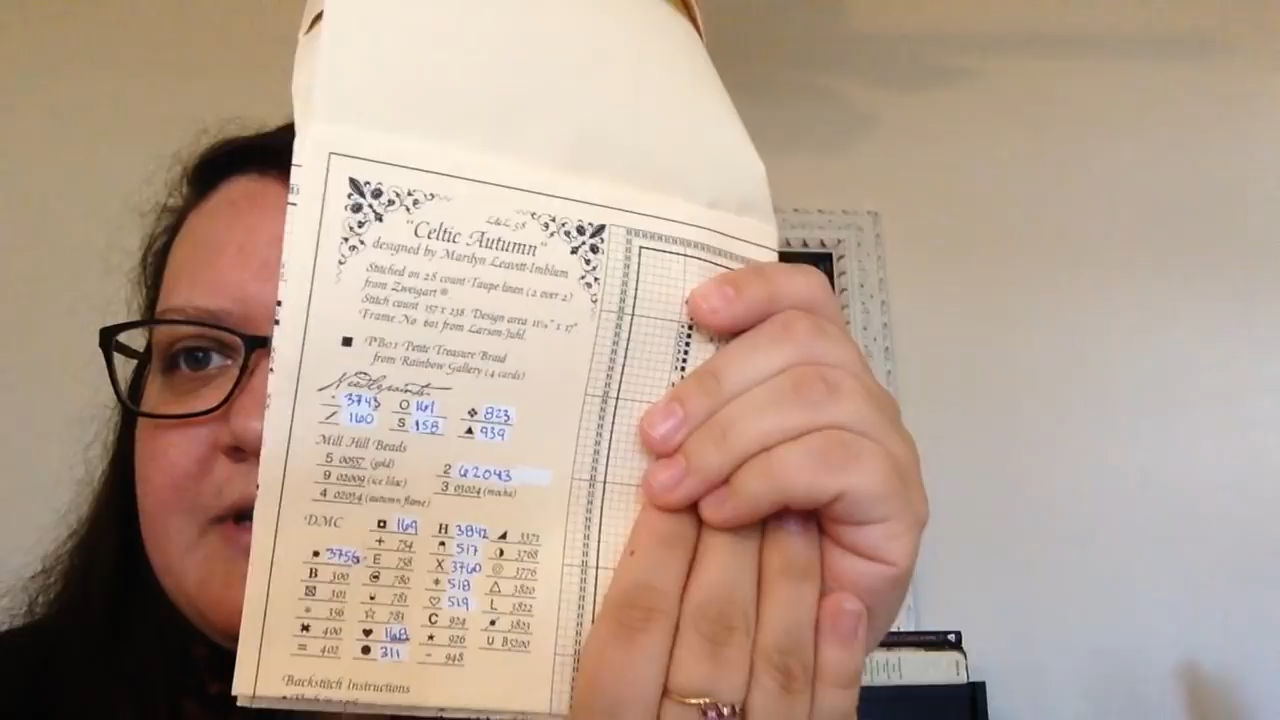 L&L 58
"Celtic Autumn"
designed by Marilyn Leavitt-Imblum
Stitched on 28 count Taupe linen (2 over 2)
from Zweigart ®
Stitch count 157 x 238. Design area 11 x 17"
Frame No 601 from Larson-Juhl.
PB01 Petite Treasure Braid
from Rainbow Gallery (4 cards)
Needlepaints
· 3743 O 161 ❖ 823
/ 160 S 158 ▲ 939
Mill Hill Beads
5 00557 (gold) 2 62043
9 02009 (ice lilac) 3 03024 (mocha)
4 02034 (autumn flame)
DMC 169 H 3842 ◢ 3371
+ 754 517 ◑ 3768
3756 E 758 X 3760 ◎ 3776
B 300 780 518 △ 3820
⊠ 301 781 ♡ 519 L 3822
356 ☆ 783 C 924 3823
✖ 400 ♥ 168 ★ 926 U B5200
= 402 ● 311 - 948
Backstitch Instructions